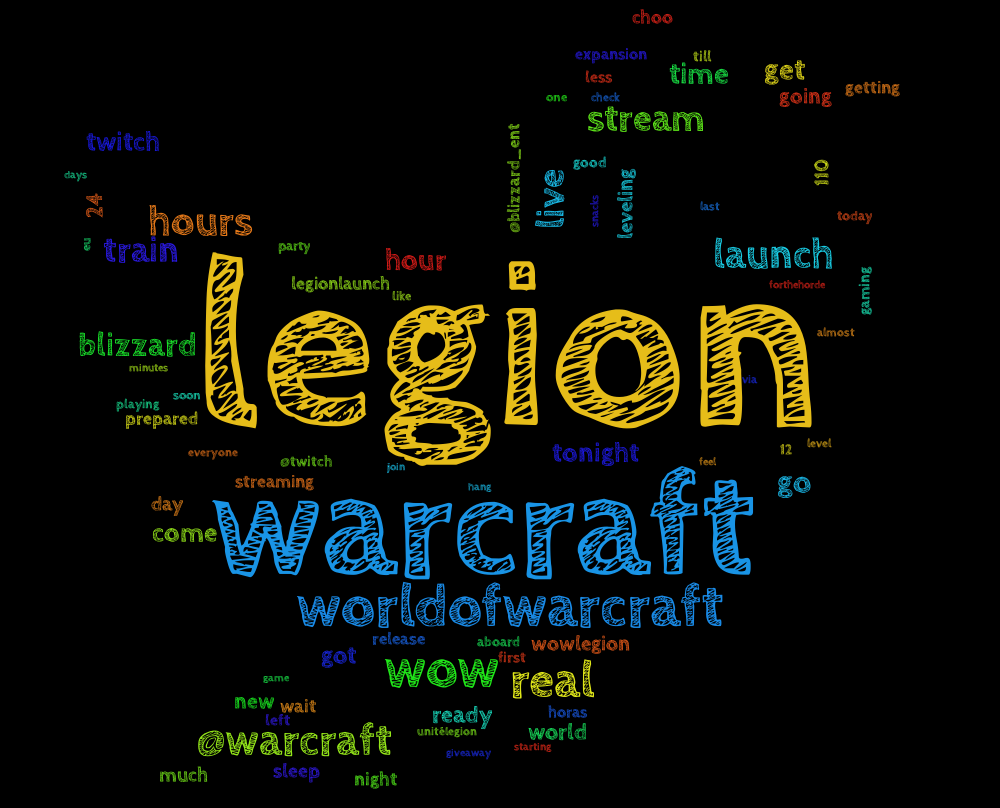 choo
expansion
till
less
time
get
going
getting
one
check
stream
twitch
@blizzard_ent
live
good
leveling
snacks
110
days
24
hours
last
today
eu
train
party
hour
launch
legionlaunch
like
forthehorde
gaming
legion
blizzard
minutes
almost
via
playing
soon
prepared
everyone
@twitch
join
tonight
feel
12
level
streaming
hang
go
day
come
warcraft
worldofwarcraft
release
aboard
wowlegion
got
first
wow
real
game
new
wait
left
ready
horas
unitelegion
world
@warcraft
giveaway
starting
much
sleep
night